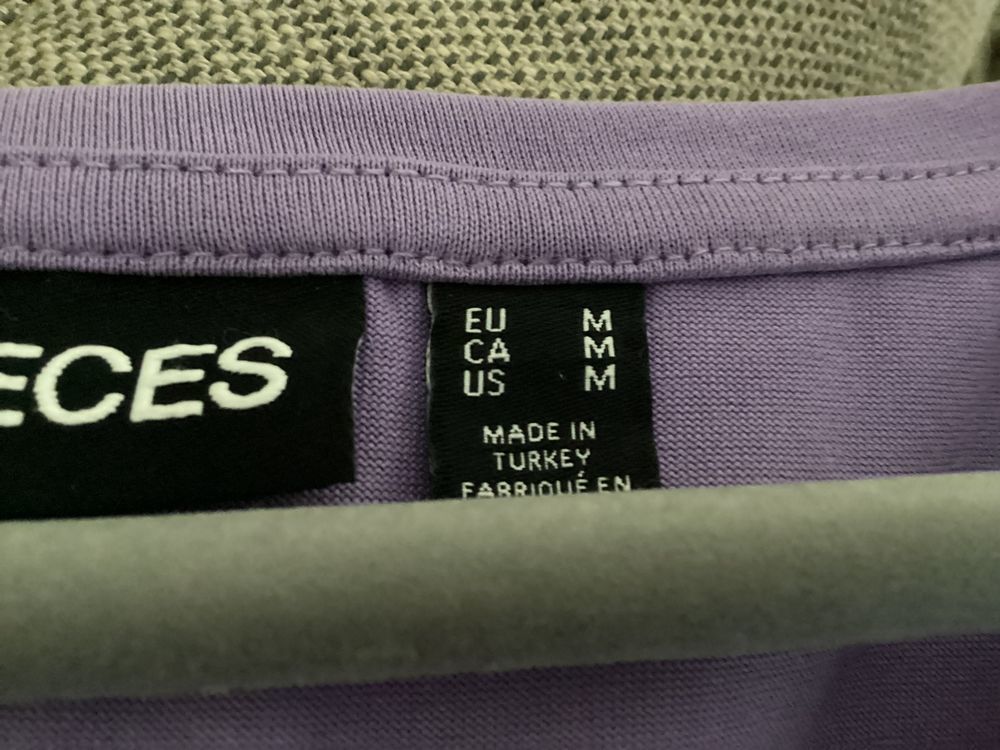 ECES
EU M
CA M
US M
MADE IN
TURKEY
FABRIQUÉ EN